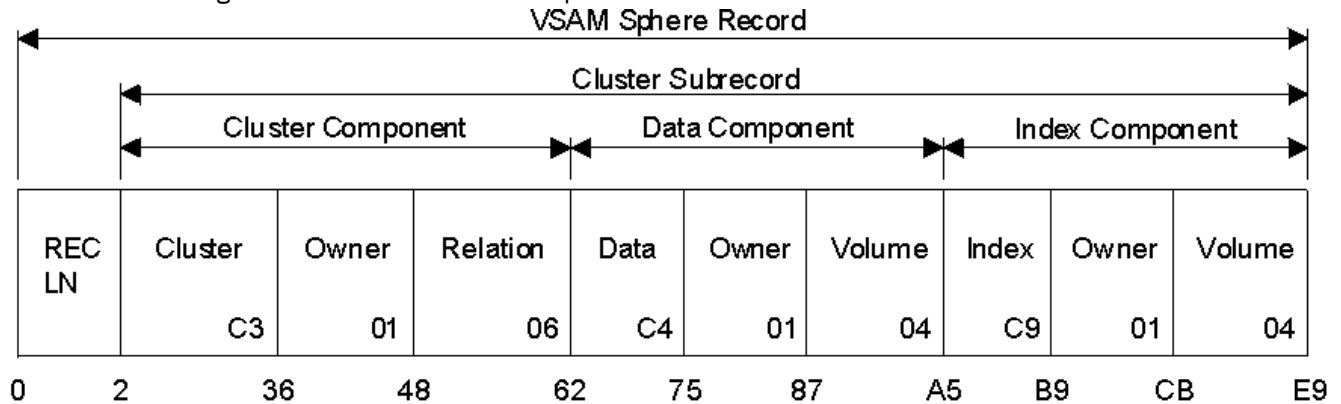 VSAM Sphere Record
Cluster Subrecord
Cluster Component Data Component Index Component
REC Cluster Owner Relation Data Owner Volume Index Owner Volume
LN
C3 01 06 C4 01 04 C9 01 04
0 2 36 48 62 75 87 A5 B9 CB E9